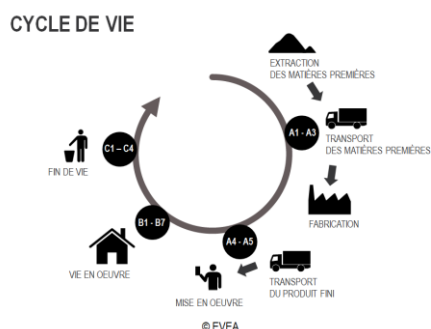 CYCLE DE VIE
EXTRACTION
DES MATIÈRES PREMIÈRES
A1 - A3
TRANSPORT
DES MATIÈRES PREMIÈRES
FABRICATION
A4 - A5
TRANSPORT
DU PRODUIT FINI
MISE EN OEUVRE
B1 - B7
VIE EN OEUVRE
C1 – C4
FIN DE VIE
© EVEA